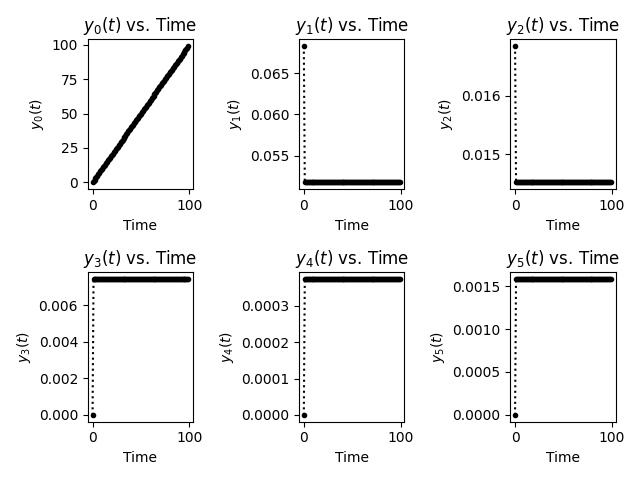 y₀(t) vs. Time
y₁(t) vs. Time
y₂(t) vs. Time
100
75
50
25
0
y₀(t)
0 100
Time
0.065
0.060
0.055
y₁(t)
0 100
Time
0.016
0.015
y₂(t)
0 100
Time
y₃(t) vs. Time
y₄(t) vs. Time
y₅(t) vs. Time
0.006
0.004
0.002
0.000
y₃(t)
0 100
Time
0.0003
0.0002
0.0001
0.0000
y₄(t)
0 100
Time
0.0015
0.0010
0.0005
0.0000
y₅(t)
0 100
Time